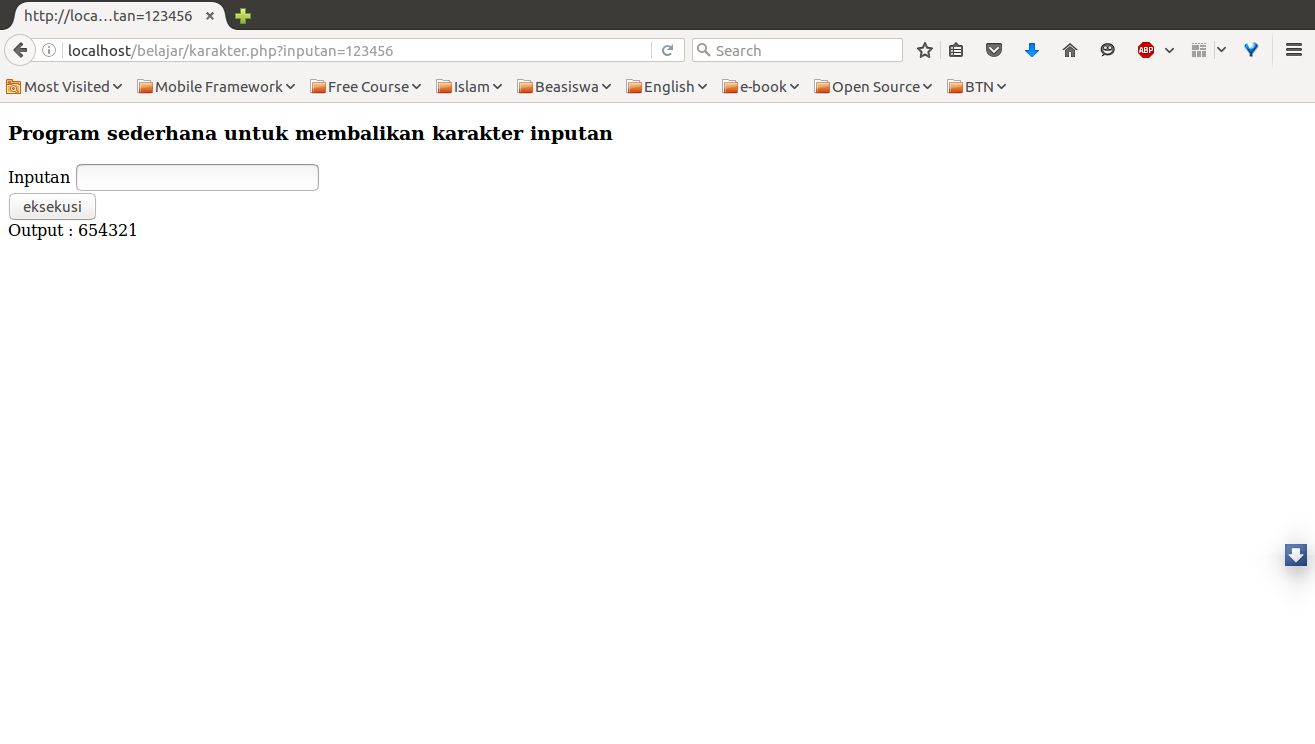 http://loca...tan=123456
localhost/belajar/karakter.php?inputan=123456
Search
ABP
Most Visited Mobile Framework Free Course Islam Beasiswa English e-book Open Source BTN
Program sederhana untuk membalikan karakter inputan
Inputan
eksekusi
Output : 654321